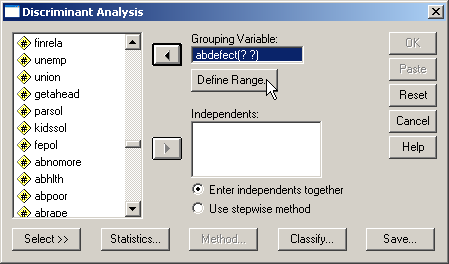 Discriminant Analysis
finrela
unemp
union
getahead
parsol
kidssol
fepol
abnomore
abhlth
abpoor
abrape
Grouping Variable:
abdefect(? ?)
Define Range...
Independents:
Enter independents together
Use stepwise method
OK
Paste
Reset
Cancel
Help
Select >>
Statistics...
Method...
Classify...
Save...